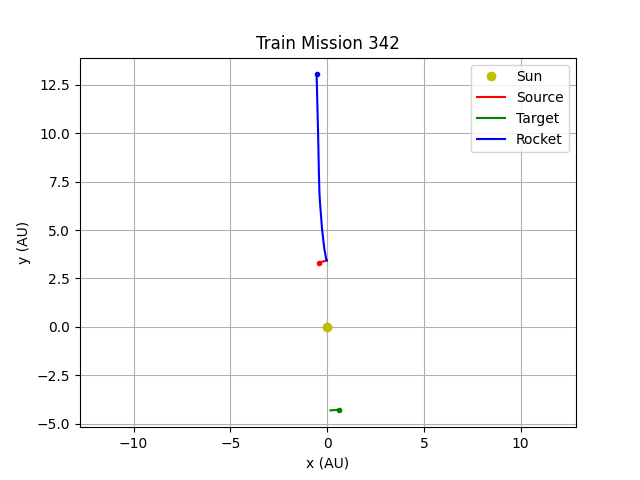 Train Mission 342
Sun
Source
Target
Rocket
12.5
10.0
7.5
5.0
2.5
0.0
−2.5
−5.0
y (AU)
−10
−5
0
5
10
x (AU)